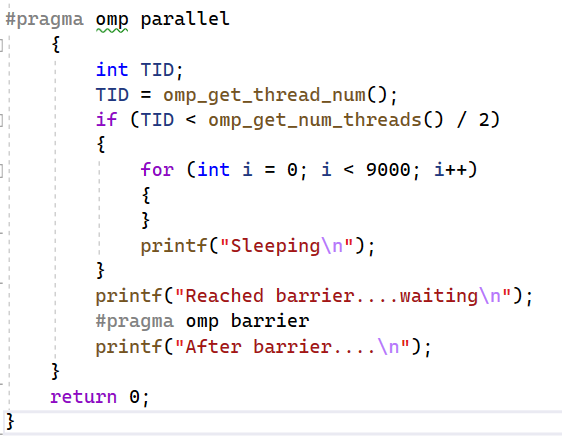 #pragma omp parallel
{
int TID;
TID = omp_get_thread_num();
if (TID < omp_get_num_threads() / 2)
{
for (int i = 0; i < 9000; i++)
{
}
printf("Sleeping\n");
}
printf("Reached barrier....waiting\n");
#pragma omp barrier
printf("After barrier....\n");
}
return 0;
}